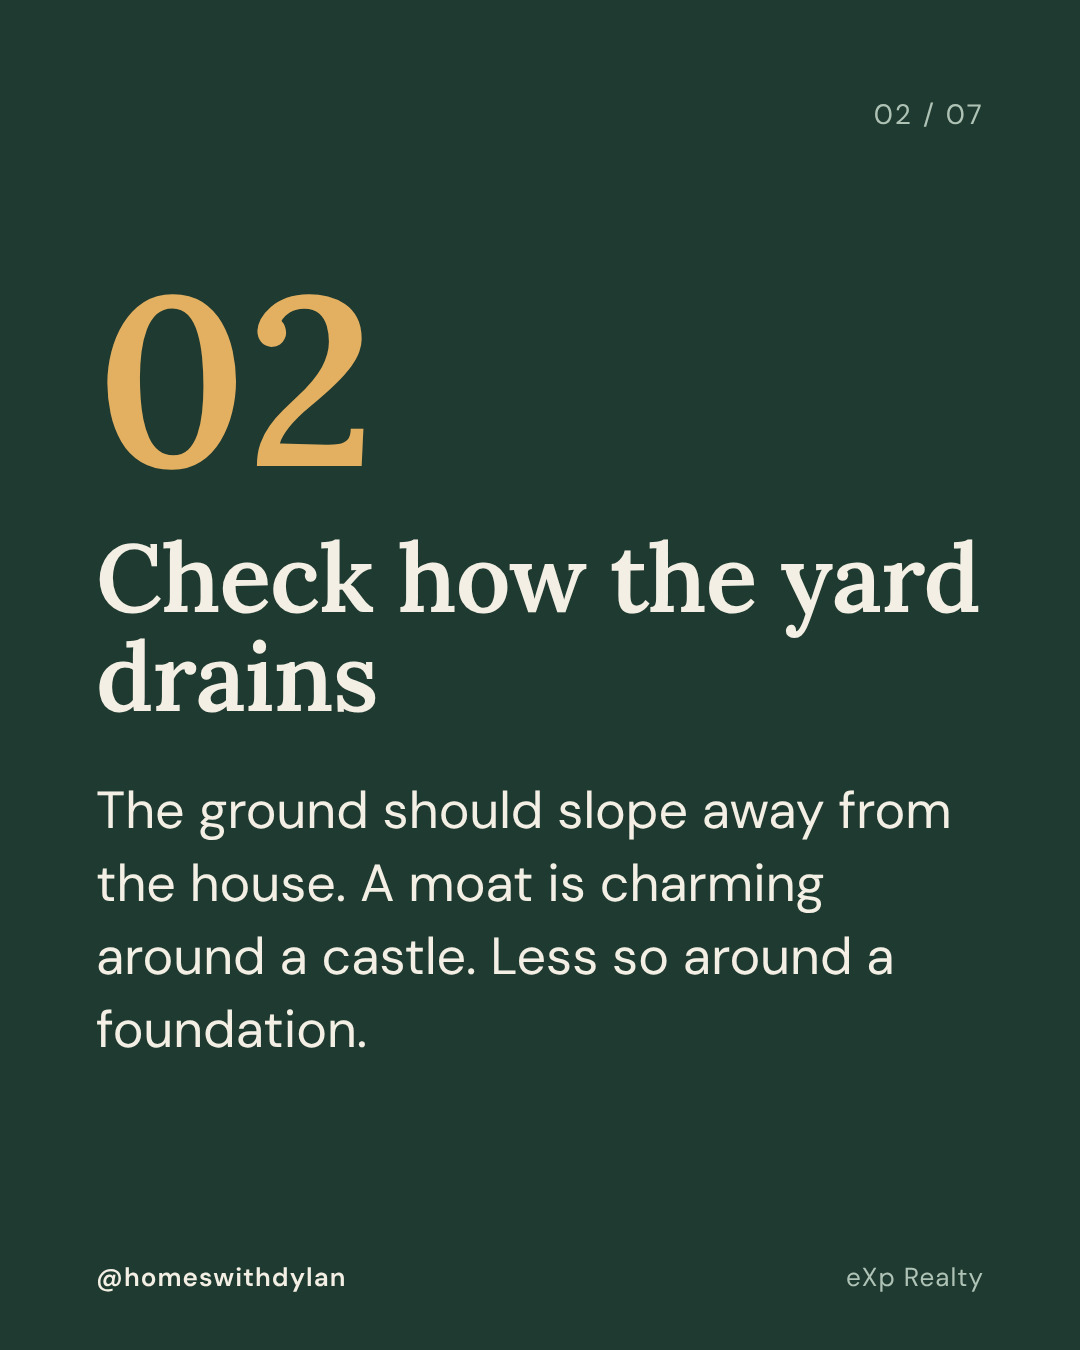 02 / 07
02
Check how the yard
drains
The ground should slope away from
the house. A moat is charming
around a castle. Less so around a
foundation.
@homeswithdylan
eXp Realty